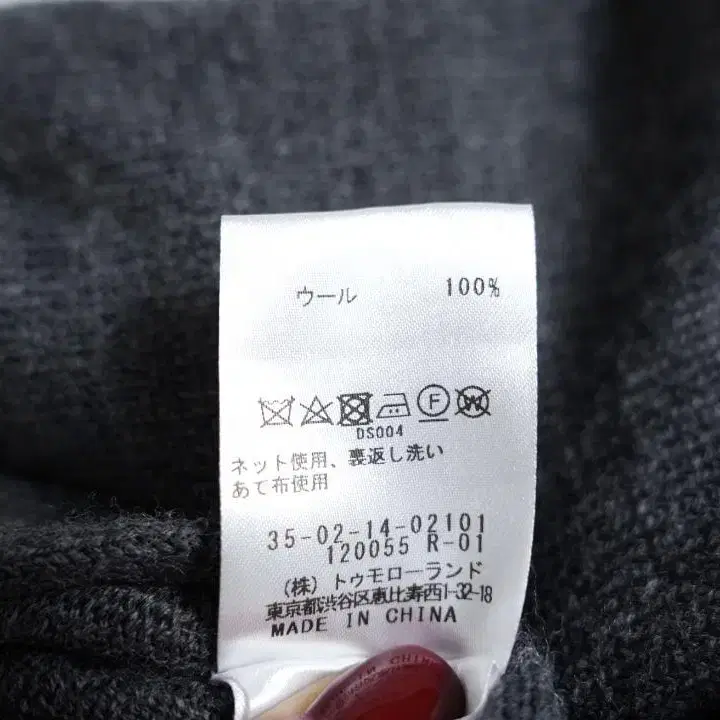 ウール 100%
F W
DS004
ネット使用、裏返し洗い
あて布使用
35-02-14-02101
120055 R-01
(株)トゥモローランド
東京都渋谷区恵比寿西1-32-18
MADE IN CHINA